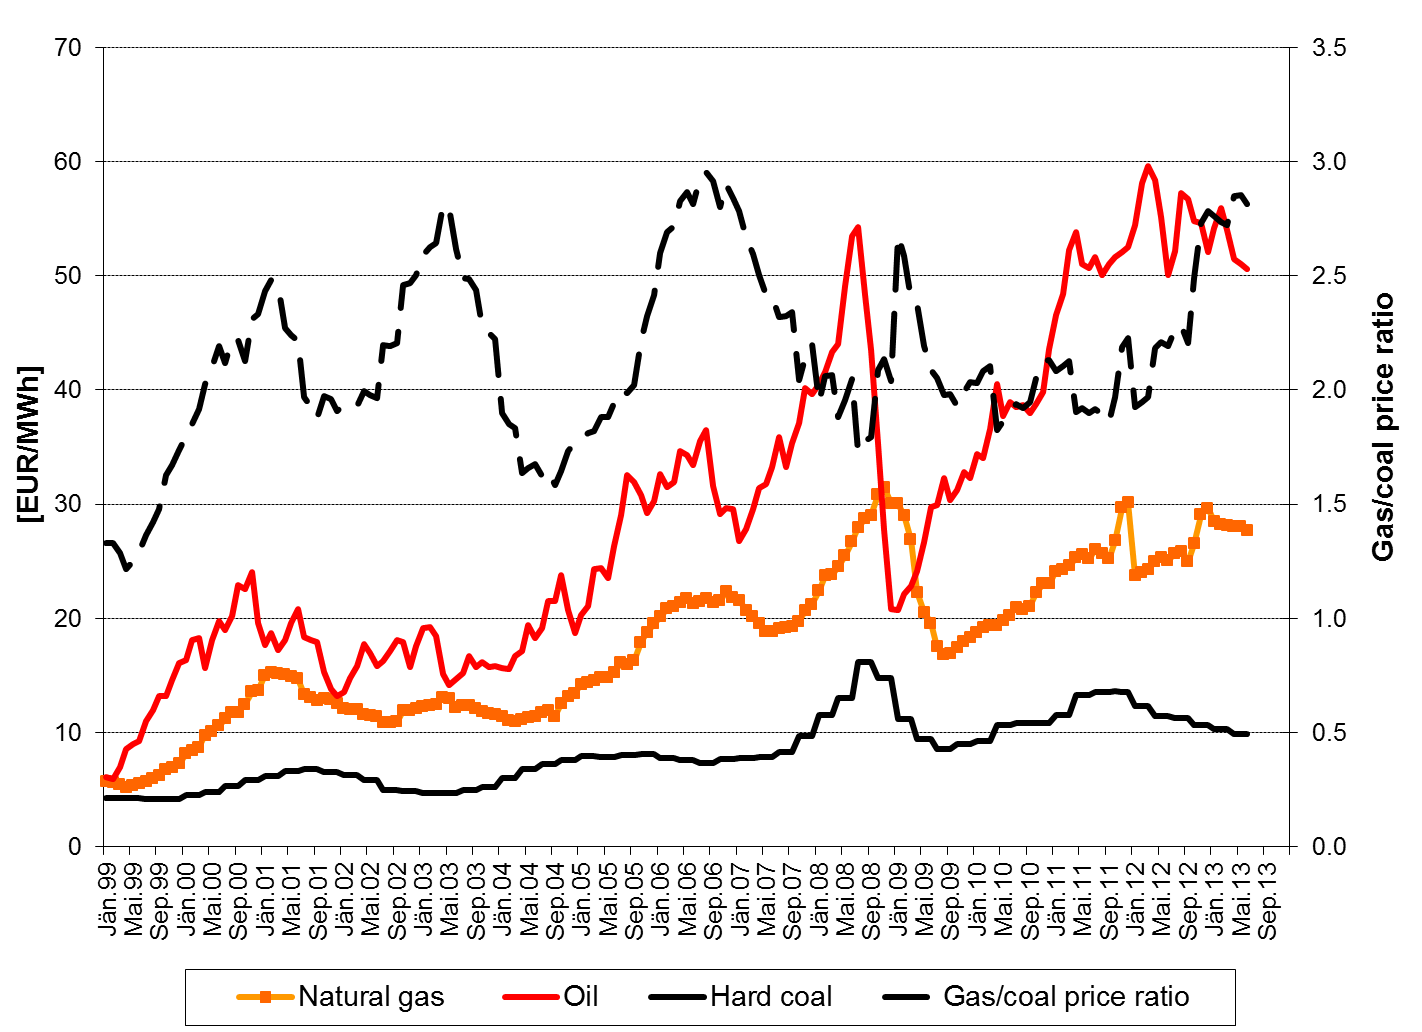 70
60
50
40
30
20
10
0
[EUR/MWh]
3.5
3.0
2.5
2.0
1.5
1.0
0.5
0.0
Gas/coal price ratio
Jän.99
Mai.99
Sep.99
Jän.00
Mai.00
Sep.00
Jän.01
Mai.01
Sep.01
Jän.02
Mai.02
Sep.02
Jän.03
Mai.03
Sep.03
Jän.04
Mai.04
Sep.04
Jän.05
Mai.05
Sep.05
Jän.06
Mai.06
Sep.06
Jän.07
Mai.07
Sep.07
Jän.08
Mai.08
Sep.08
Jän.09
Mai.09
Sep.09
Jän.10
Mai.10
Sep.10
Jän.11
Mai.11
Sep.11
Jän.12
Mai.12
Sep.12
Jän.13
Mai.13
Sep.13
Natural gas Oil Hard coal Gas/coal price ratio